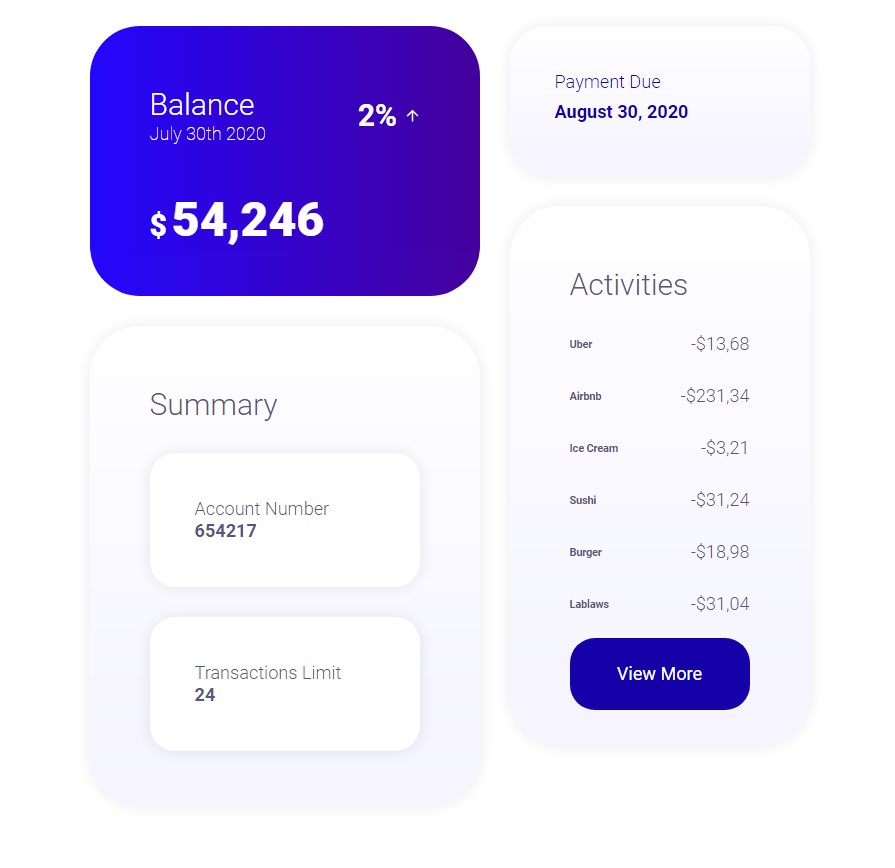 Balance
July 30th 2020
2% ↑
$54,246
Summary
Account Number
654217
Transactions Limit
24
Payment Due
August 30, 2020
Activities
Uber -$13,68
Airbnb -$231,34
Ice Cream -$3,21
Sushi -$31,24
Burger -$18,98
Lablaws -$31,04
View More